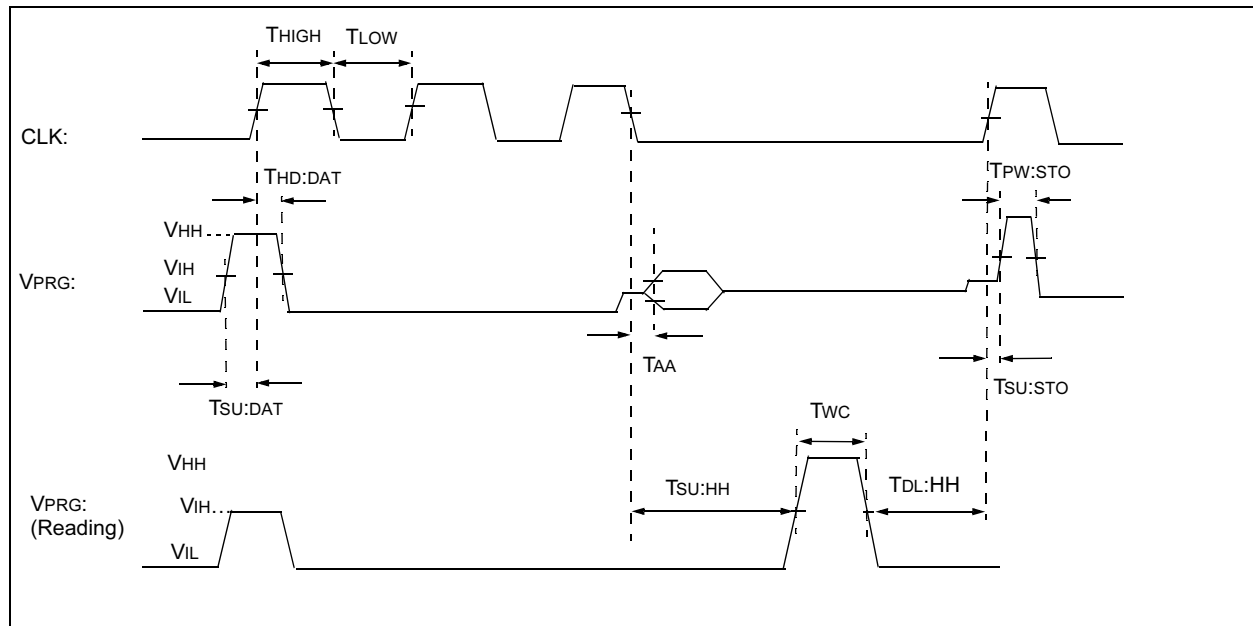 THIGH TLOW
CLK:
THD:DAT
TPW:STO
VHH
VPRG:
VIH
VIL
TAA
TSU:STO
TSU:DAT
TWC
VHH
TSU:HH
TDL:HH
VPRG:
(Reading)
VIH...
VIL